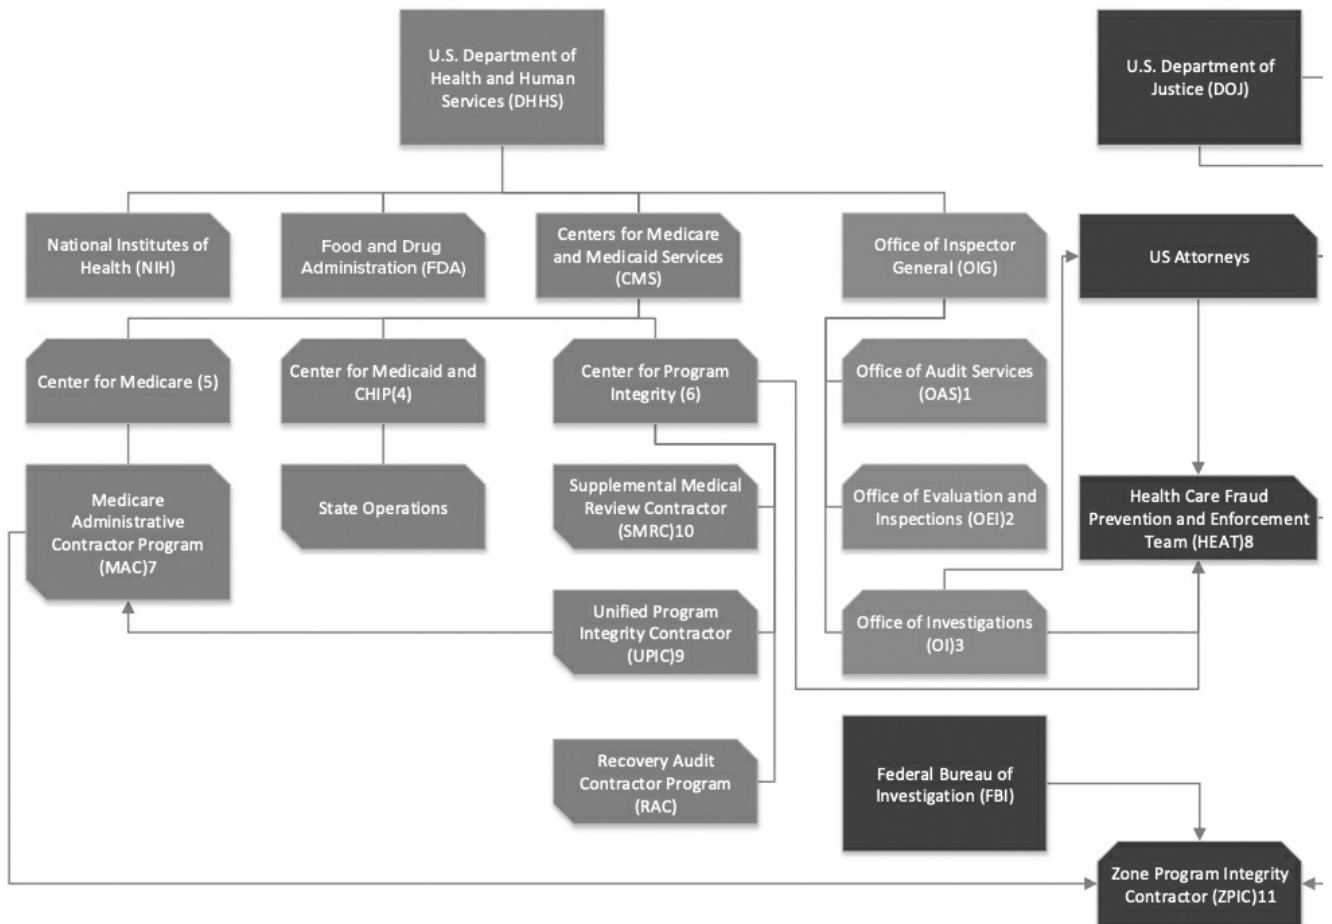 U.S. Department of
Health and Human
Services (DHHS)
U.S. Department of
Justice (DOJ)
National Institutes of
Health (NIH)
Food and Drug
Administration (FDA)
Centers for Medicare
and Medicaid Services
(CMS)
Office of Inspector
General (OIG)
US Attorneys
Center for Medicare (5)
Center for Medicaid and
CHIP(4)
Center for Program
Integrity (6)
Office of Audit Services
(OAS)1
Medicare
Administrative
Contractor Program
(MAC)7
State Operations
Supplemental Medical
Review Contractor
(SMRC)10
Office of Evaluation and
Inspections (OEI)2
Health Care Fraud
Prevention and Enforcement
Team (HEAT)8
Unified Program
Integrity Contractor
(UPIC)9
Office of Investigations
(OI)3
Recovery Audit
Contractor Program
(RAC)
Federal Bureau of
Investigation (FBI)
Zone Program Integrity
Contractor (ZPIC)11